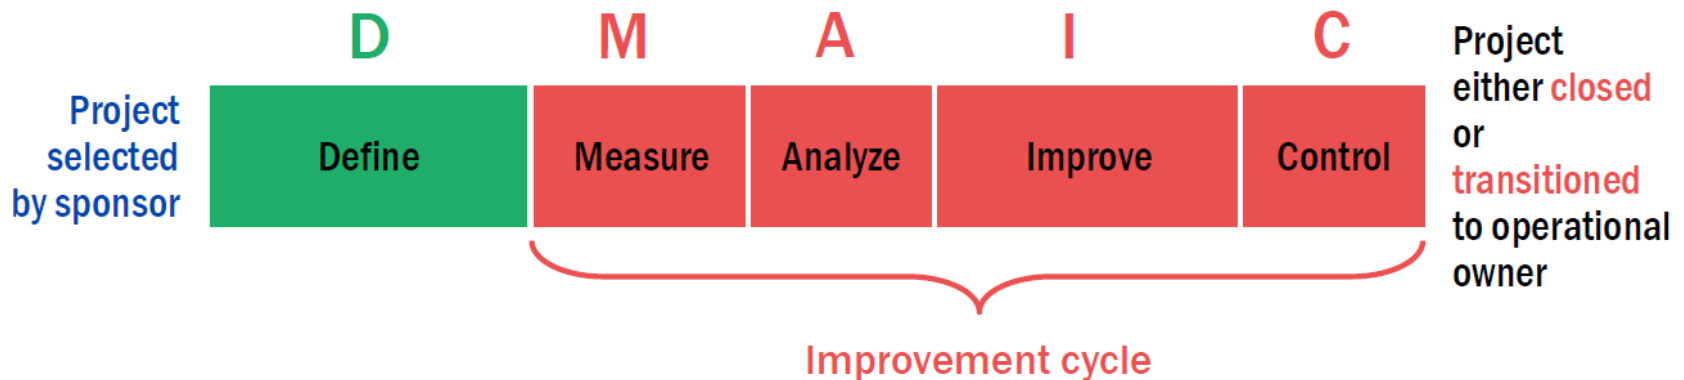 D M A I C
Project
selected
by sponsor
Define Measure Analyze Improve Control
Project
either closed
or
transitioned
to operational
owner
Improvement cycle